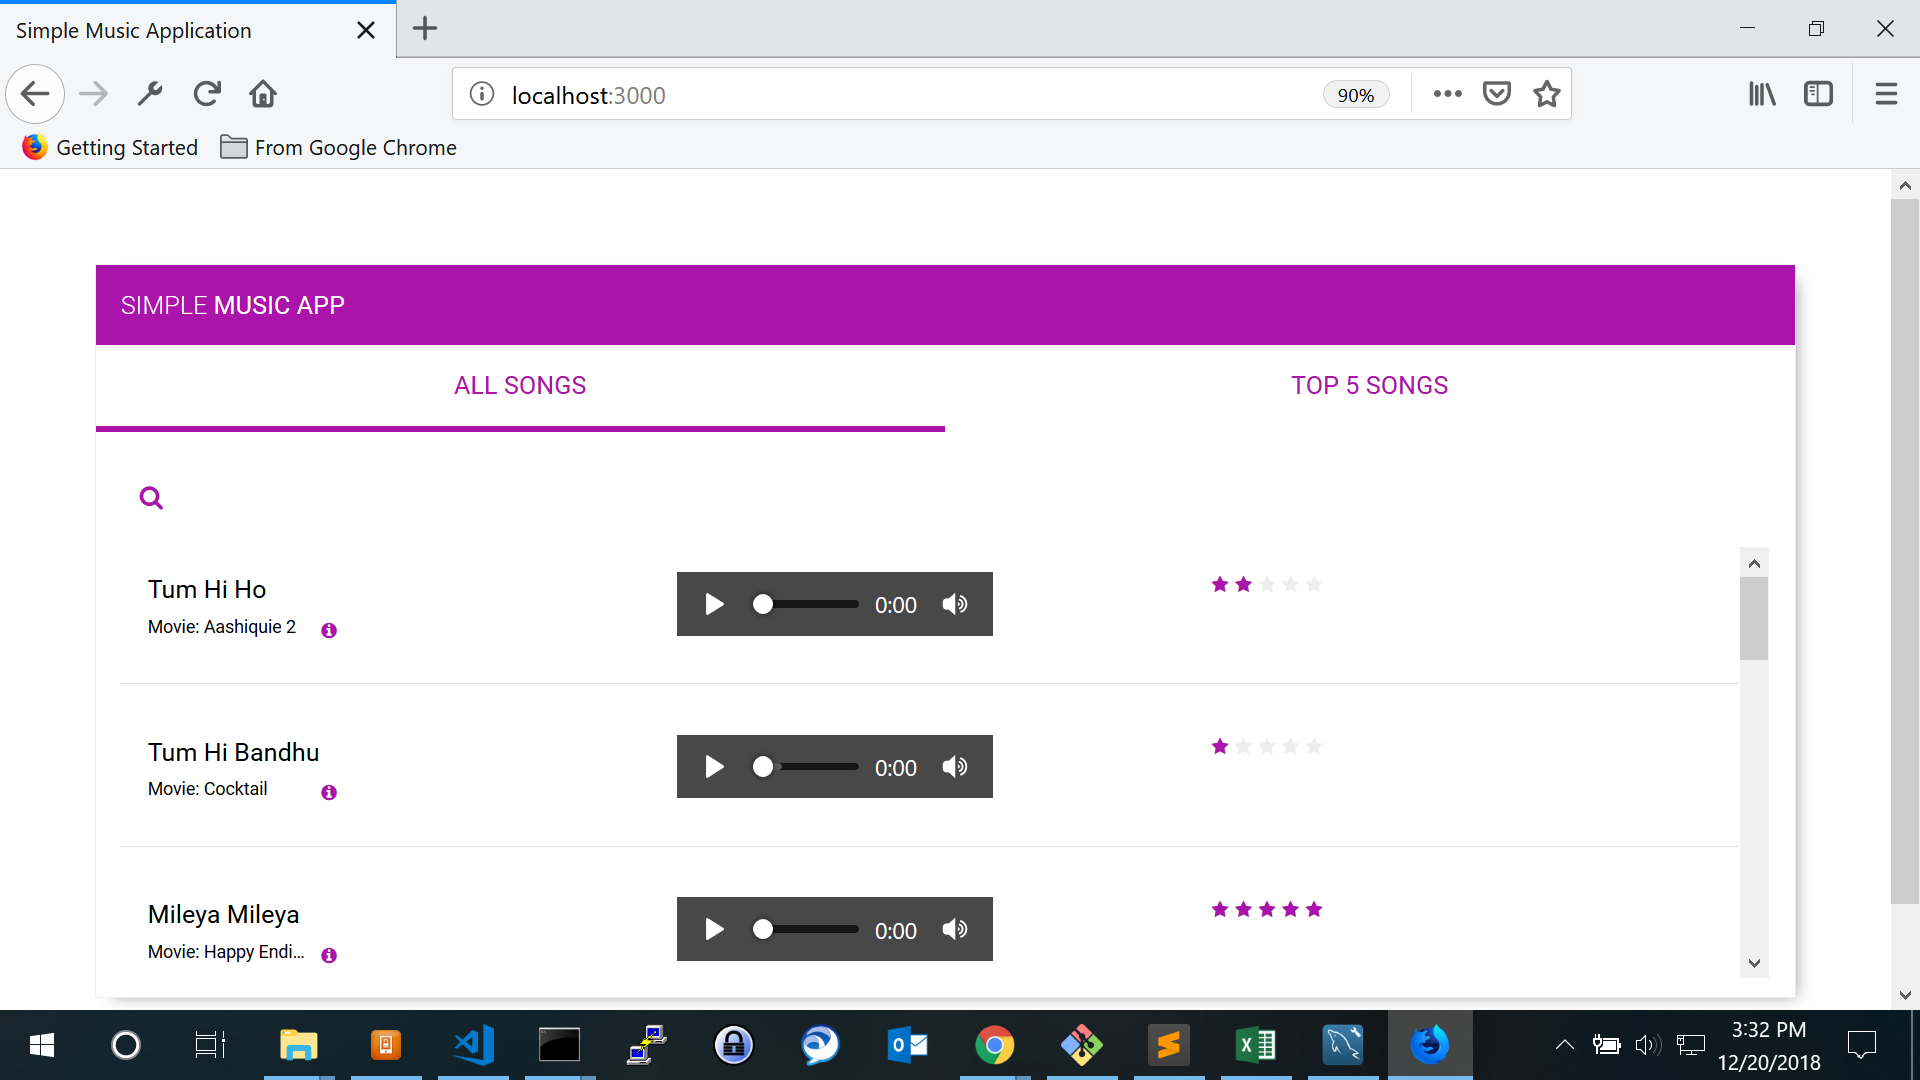 Simple Music Application
localhost:3000
90%
Getting Started
From Google Chrome
SIMPLE MUSIC APP
ALL SONGS
TOP 5 SONGS
Tum Hi Ho
0:00
Movie: Aashiquie 2
Tum Hi Bandhu
0:00
Movie: Cocktail
Mileya Mileya
0:00
Movie: Happy Endi...
3:32 PM
12/20/2018